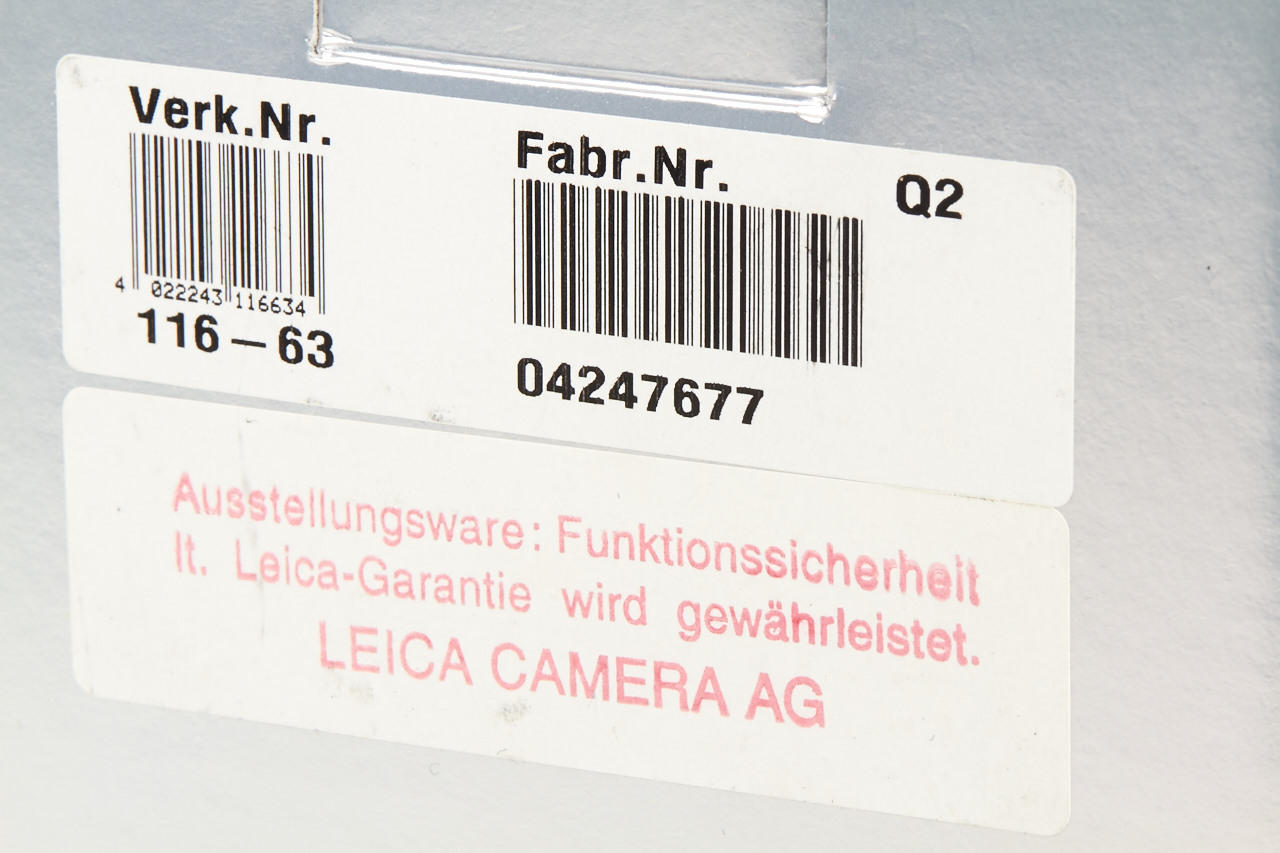 Verk.Nr.
4 022243 116634
116-63
Fabr.Nr.
04247677
Q2
Ausstellungsware: Funktionssicherheit
lt. Leica-Garantie wird gewährleistet.
LEICA CAMERA AG